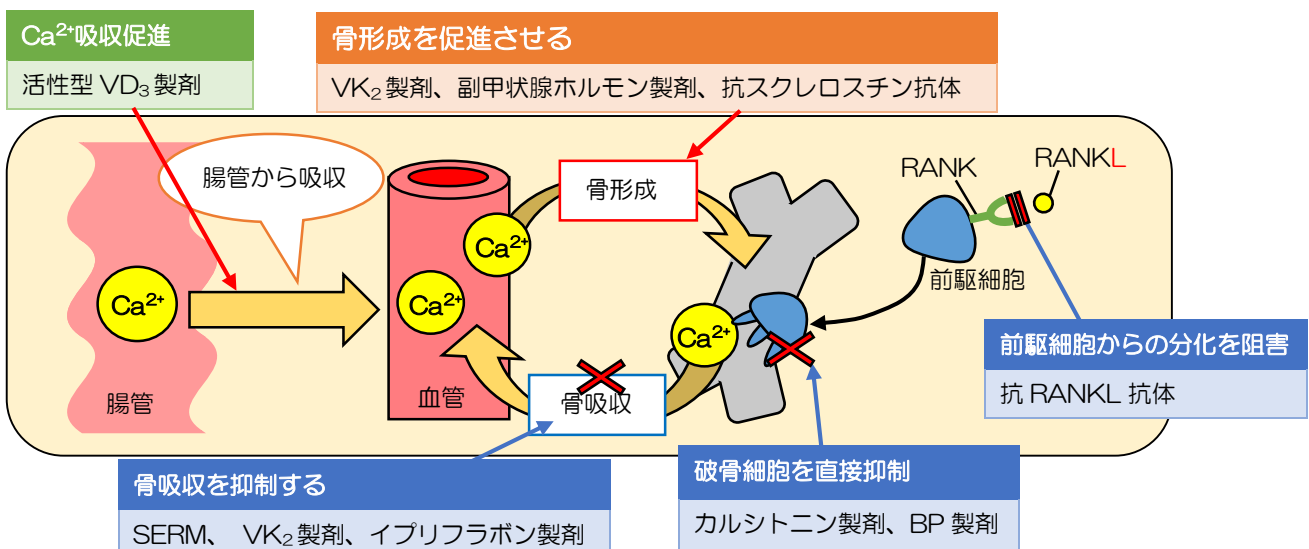 Ca²⁺吸収促進
活性型 VD₃ 製剤
骨形成を促進させる
VK₂ 製剤、副甲状腺ホルモン製剤、抗スクレロスチン抗体
腸管から吸収
骨形成
RANK
RANKL
Ca²⁺
Ca²⁺
Ca²⁺
Ca²⁺
前駆細胞
腸管
血管
骨吸収
前駆細胞からの分化を阻害
抗 RANKL 抗体
骨吸収を抑制する
SERM、 VK₂ 製剤、イプリフラボン製剤
破骨細胞を直接抑制
カルシトニン製剤、BP 製剤